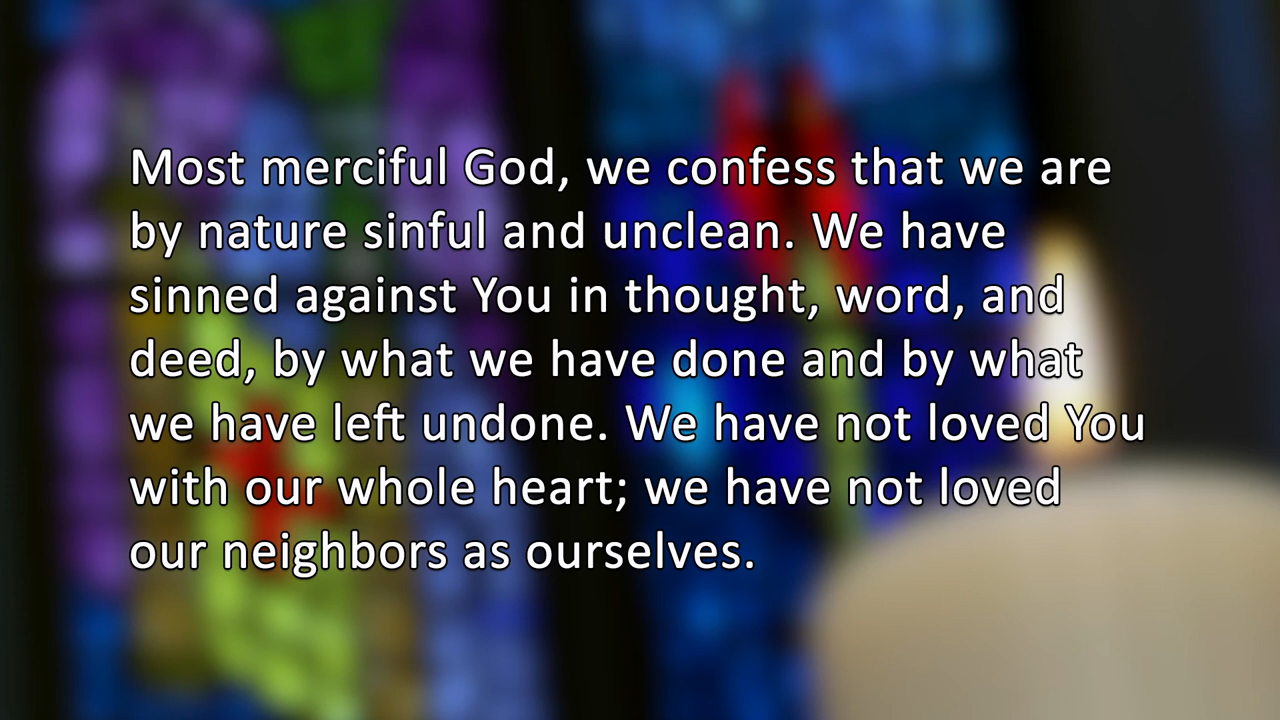 Most merciful God, we confess that we are
by nature sinful and unclean. We have
sinned against You in thought, word, and
deed, by what we have done and by what
we have left undone. We have not loved You
with our whole heart; we have not loved
our neighbors as ourselves.